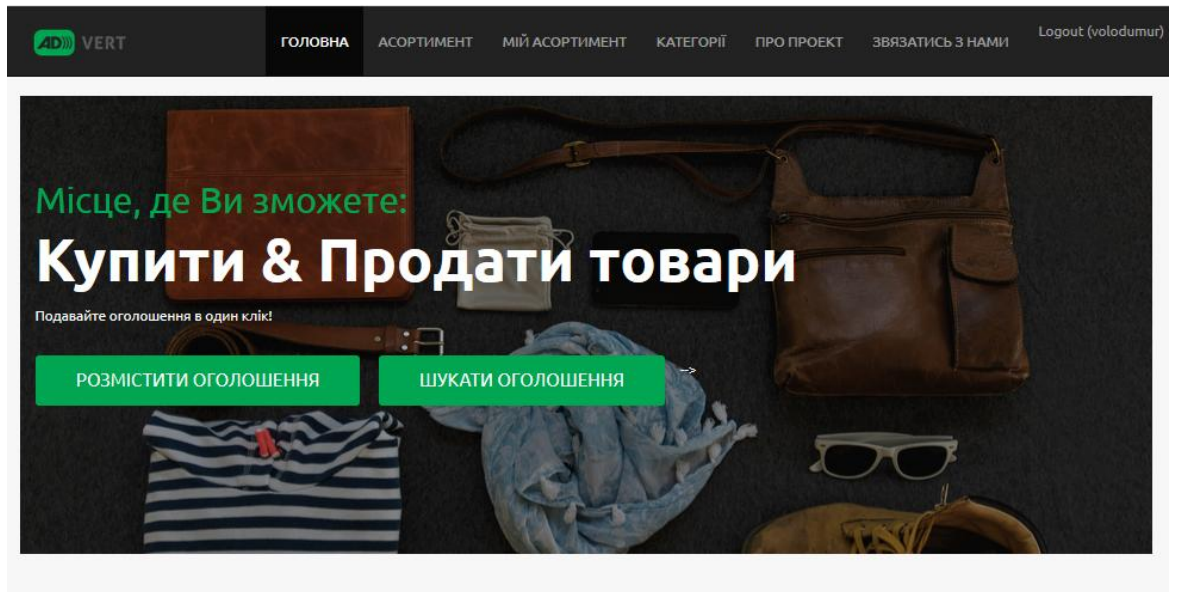 AD))) VERT
ГОЛОВНА АСОРТИМЕНТ МІЙ АСОРТИМЕНТ КАТЕГОРІЇ ПРО ПРОЕКТ ЗВЯЗАТИСЬ З НАМИ Logout (volodumur)
Місце, де Ви зможете:
Купити & Продати товари
Подавайте оголошення в один клік!
РОЗМІСТИТИ ОГОЛОШЕННЯ ШУКАТИ ОГОЛОШЕННЯ -->